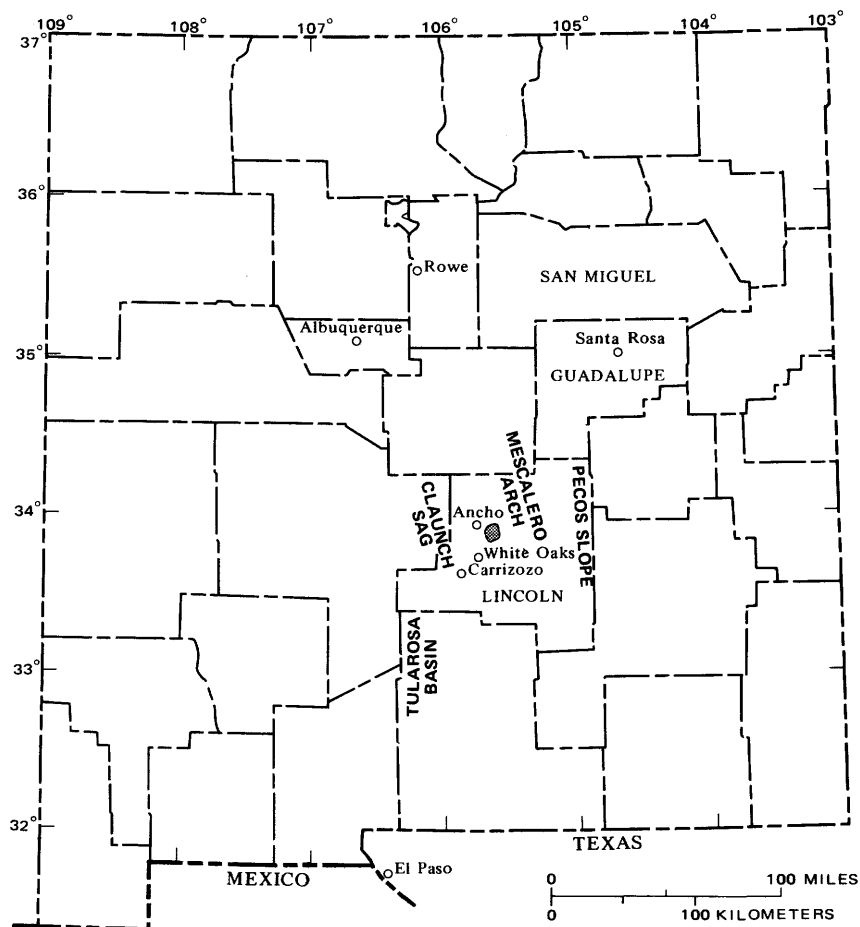 109° 108° 107° 106° 105° 104° 103°
37°
36°
Rowe
SAN MIGUEL
Albuquerque
Santa Rosa
35°
GUADALUPE
MESCALERO
ARCH
PECOS SLOPE
CLAUNCH
SAG
34°
Ancho
White Oaks
Carrizozo
LINCOLN
TULAROSA
BASIN
33°
32°
TEXAS
El Paso
MEXICO
0 100 MILES
0 100 KILOMETERS